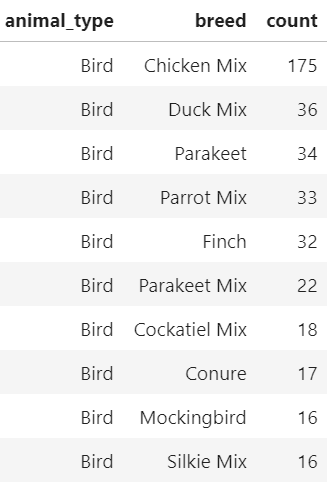 animal_type breed count
Bird Chicken Mix 175
Bird Duck Mix 36
Bird Parakeet 34
Bird Parrot Mix 33
Bird Finch 32
Bird Parakeet Mix 22
Bird Cockatiel Mix 18
Bird Conure 17
Bird Mockingbird 16
Bird Silkie Mix 16